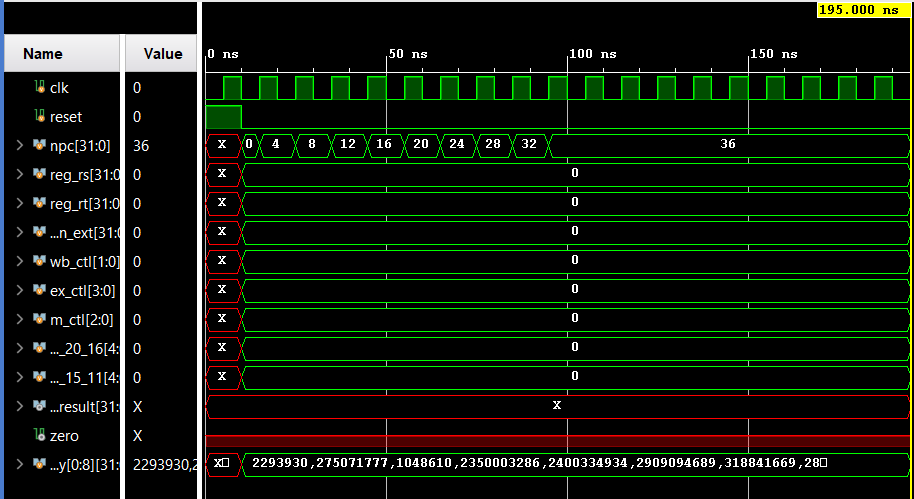 195.000 ns
Name Value
0 ns 50 ns 100 ns 150 ns
clk 0
reset 0
npc[31:0] 36 X 0 4 8 12 16 20 24 28 32 36
reg_rs[31:0 0 X 0
reg_rt[31:0 0 X 0
...n_ext[31:0 0 X 0
wb_ctl[1:0] 0 X 0
ex_ctl[3:0] 0 X 0
m_ctl[2:0] 0 X 0
..._20_16[4: 0 X 0
..._15_11[4: 0 X 0
...result[31: X X
zero X
...y[0:8][31: 2293930,2 X 2293930,275071777,1048610,2350003286,2400334934,2909094689,318841669,28